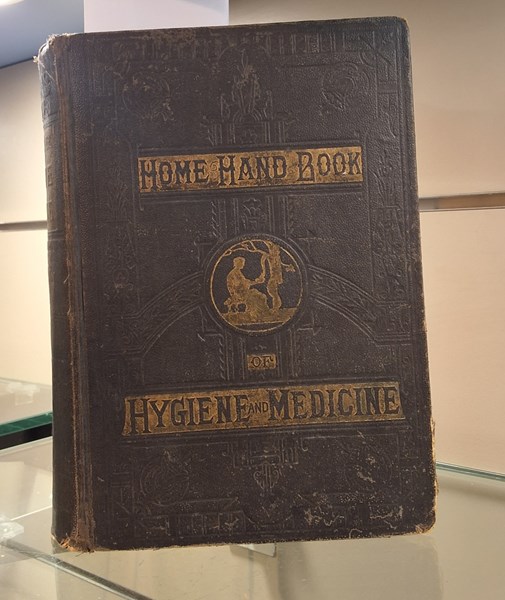 HOME HAND BOOK
OF
HYGIENE AND MEDICINE